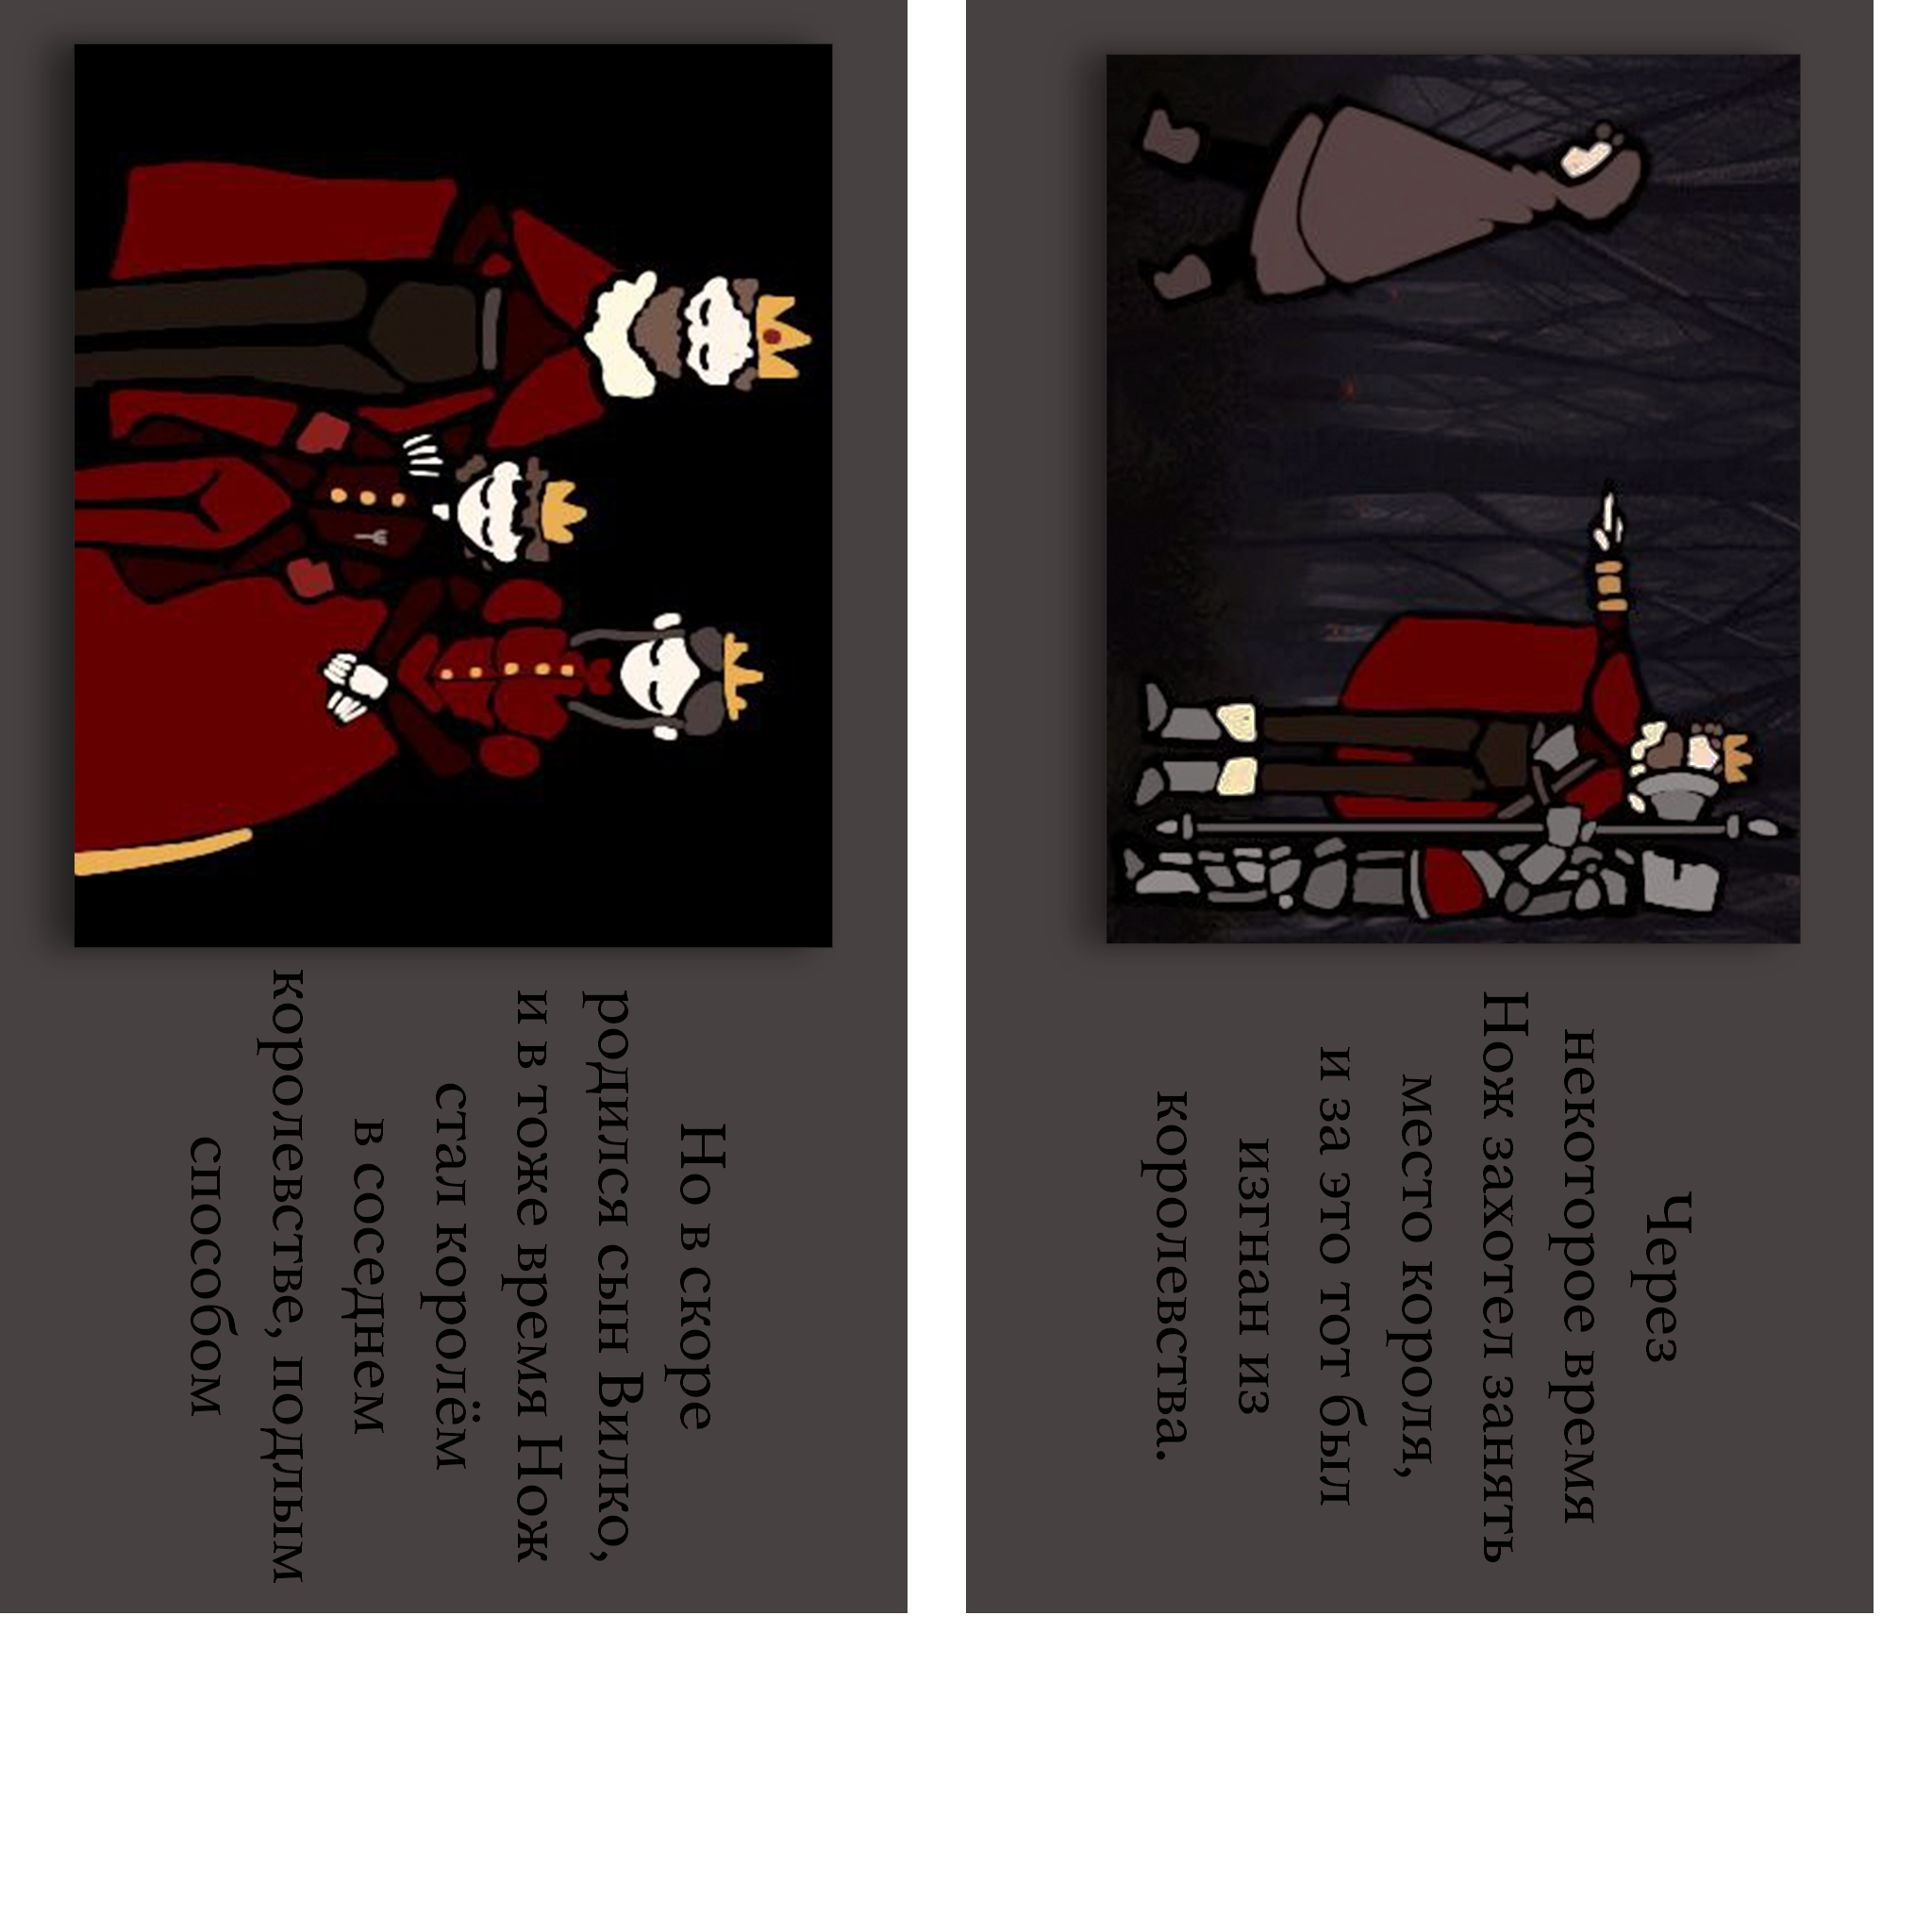 Через
некоторое время
Нож захотел занять
место короля,
и за это тот был
изгнан из
королевства.
Но в скоре
родился сын Вилко,
и в тоже время Нож
стал королём
в соседнем
королевстве, подлым
способом